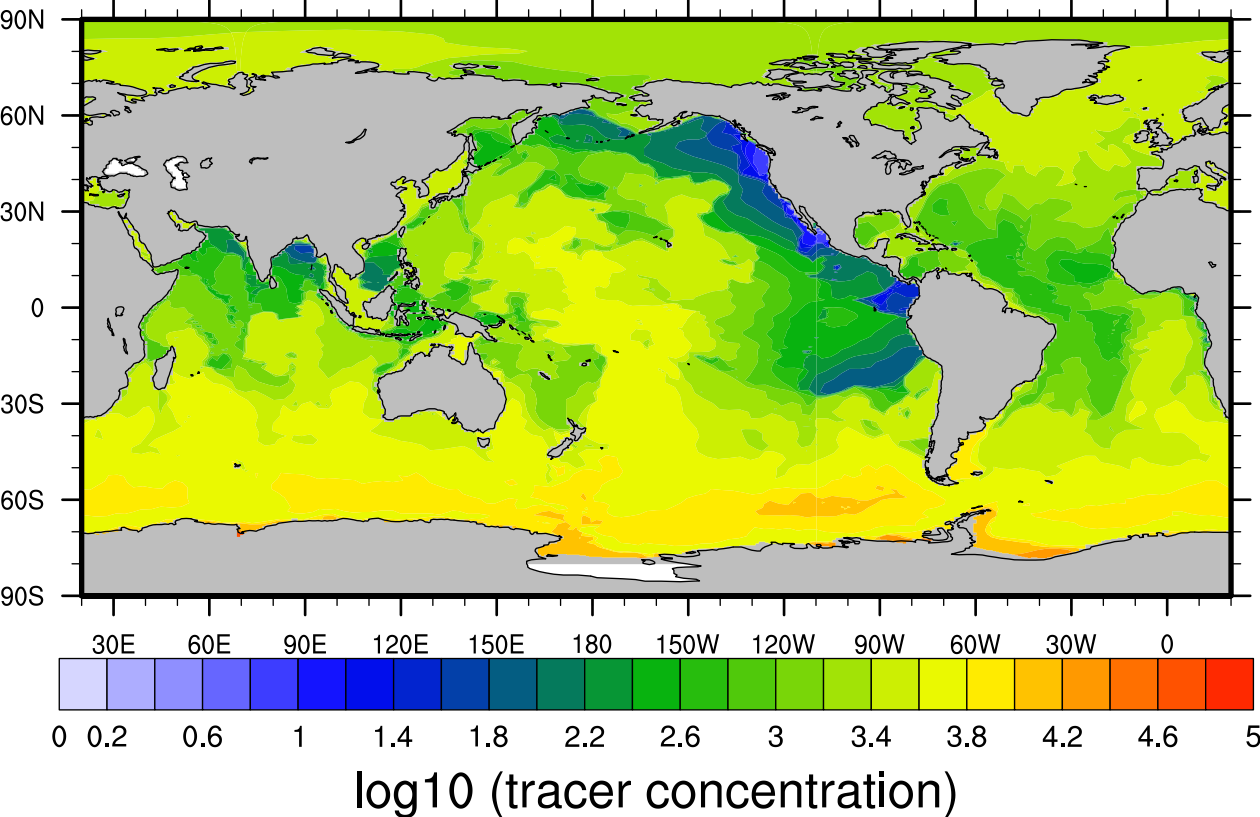 90N
60N
30N
0
30S
60S
90S
30E 60E 90E 120E 150E 180 150W 120W 90W 60W 30W 0
0 0.2 0.6 1 1.4 1.8 2.2 2.6 3 3.4 3.8 4.2 4.6 5
log10 (tracer concentration)